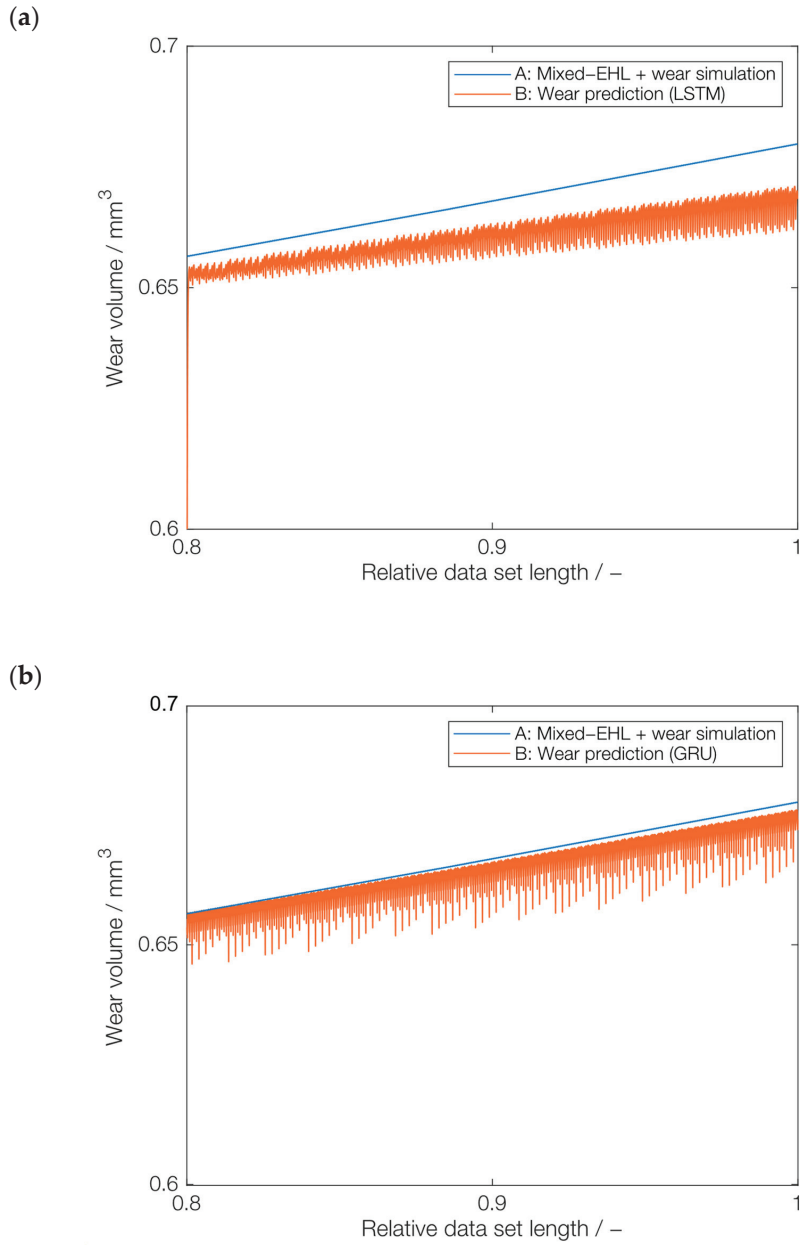 (a)
0.7
A: Mixed–EHL + wear simulation
B: Wear prediction (LSTM)
Wear volume / mm³
0.65
0.6
0.8
0.9
1
Relative data set length / –
(b)
0.7
A: Mixed–EHL + wear simulation
B: Wear prediction (GRU)
Wear volume / mm³
0.65
0.6
0.8
0.9
1
Relative data set length / –